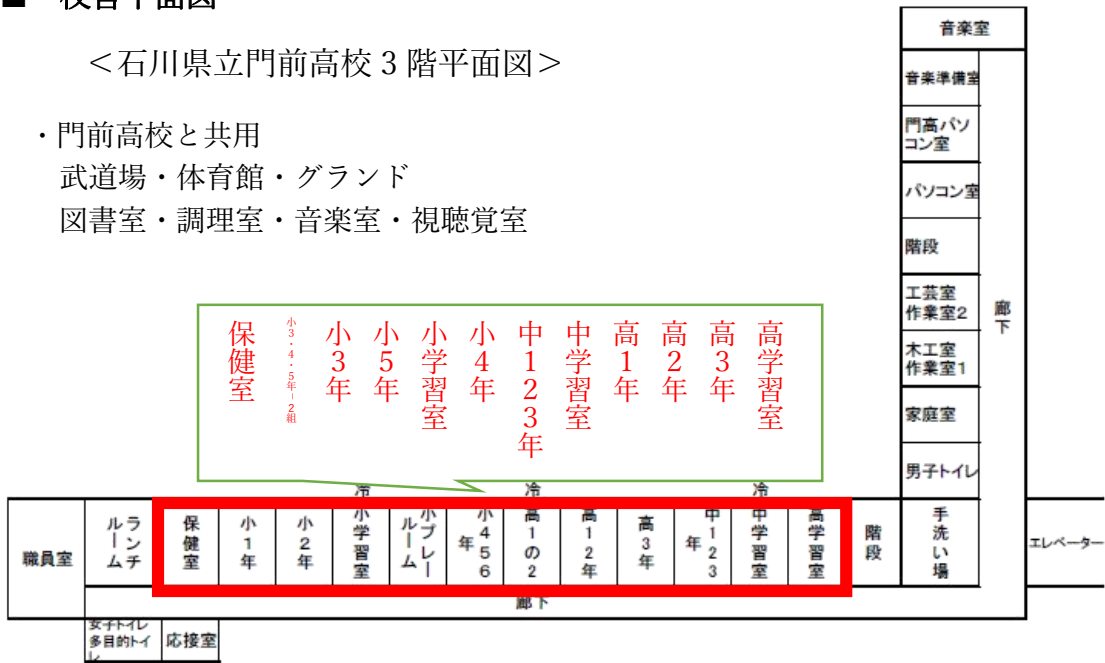 ■ 校舎平面図
＜石川県立門前高校３階平面図＞
・門前高校と共用
武道場・体育館・グランド
図書室・調理室・音楽室・視聴覚室
音楽室
音楽準備室
門高パソ
コン室
パソコン室
階段
工芸室
作業室2
木工室
作業室1
家庭室
男子トイレ
廊下
保健室
小3・4・5年－2組
小3年
小5年
小学習室
小4年
中123年
中学習室
高1年
高2年
高3年
高学習室
冷
冷
冷
職員室
ランチ
ルーム
保健室
小1年
小2年
小学習室
小プレー
ルーム
小456
年
高1の2
高12年
高3年
中123
年
中学習室
高学習室
階段
手洗い場
エレベーター
廊下
女子トイレ
多目的トイ
レ
応接室